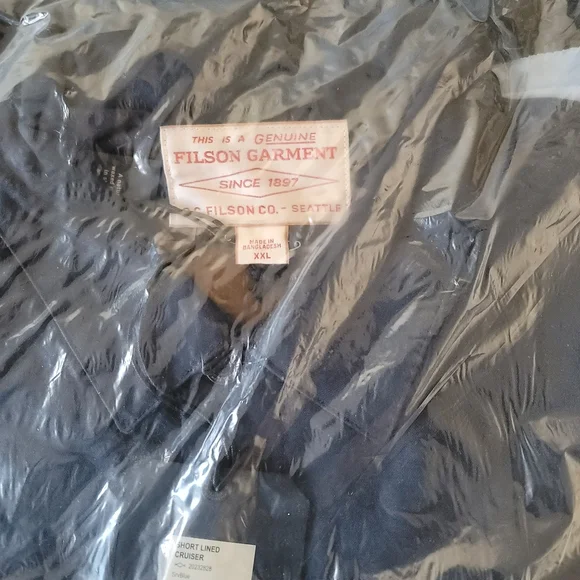 THIS IS A GENUINE
FILSON GARMENT
SINCE 1897
C FILSON CO. - SEATTLE
MADE IN
BANGLADESH
XXL
SHORT LINED
CRUISER